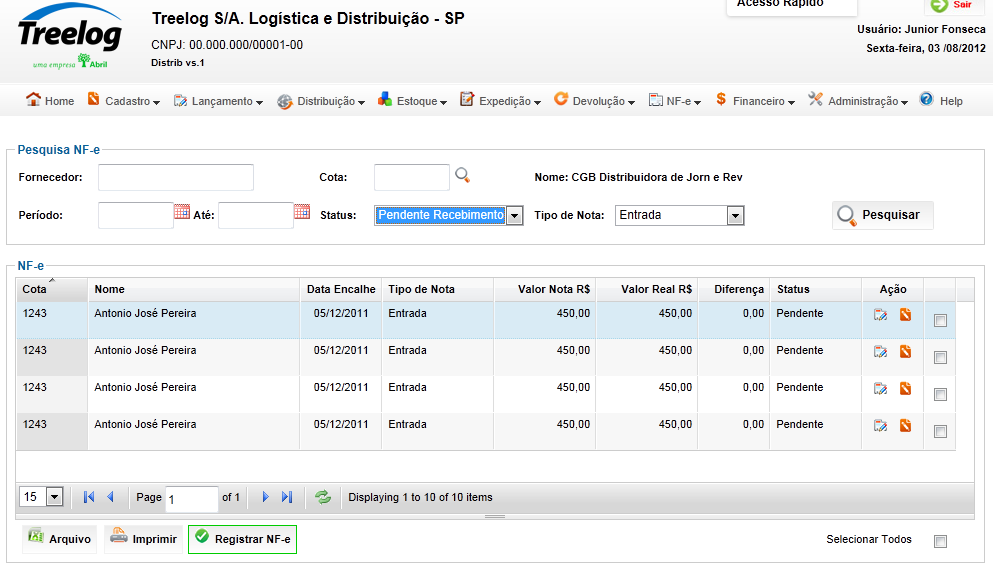 Acesso Rápido
Sair
Treelog
uma empresa Abril
Treelog S/A. Logística e Distribuição - SP
CNPJ: 00.000.000/00001-00
Distrib vs.1
Usuário: Junior Fonseca
Sexta-feira, 03 /08/2012
Home Cadastro Lançamento Distribuição Estoque Expedição Devolução NF-e Financeiro Administração Help
Pesquisa NF-e
Fornecedor: Cota: Nome: CGB Distribuidora de Jorn e Rev
Período: Até: Status: Pendente Recebimento Tipo de Nota: Entrada Pesquisar
NF-e
Cota Nome Data Encalhe Tipo de Nota Valor Nota R$ Valor Real R$ Diferença Status Ação
1243 Antonio José Pereira 05/12/2011 Entrada 450,00 450,00 0,00 Pendente
1243 Antonio José Pereira 05/12/2011 Entrada 450,00 450,00 0,00 Pendente
1243 Antonio José Pereira 05/12/2011 Entrada 450,00 450,00 0,00 Pendente
1243 Antonio José Pereira 05/12/2011 Entrada 450,00 450,00 0,00 Pendente
15 Page 1 of 1 Displaying 1 to 10 of 10 items
Arquivo Imprimir Registrar NF-e Selecionar Todos